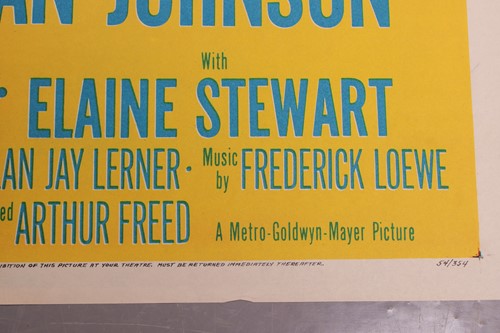 AN JOHNSON
With
· ELAINE STEWART
AN JAY LERNER · Music by FREDERICK LOEWE
ed ARTHUR FREED A Metro-Goldwyn-Mayer Picture
BITION OF THIS PICTURE AT YOUR THEATRE. MUST BE RETURNED IMMEDIATELY THEREAFTER. 54/354